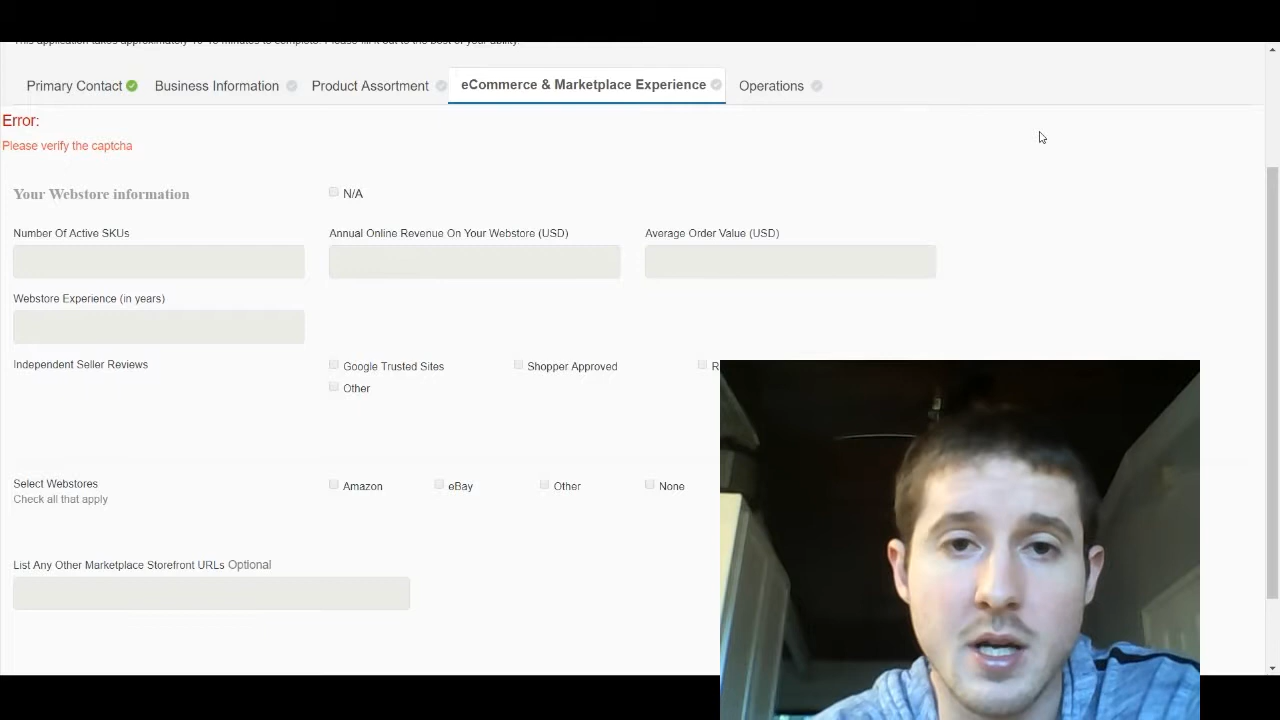 Primary Contact Business Information Product Assortment eCommerce & Marketplace Experience Operations
Error:
Please verify the captcha
Your Webstore information N/A
Number Of Active SKUs Annual Online Revenue On Your Webstore (USD) Average Order Value (USD)
Webstore Experience (in years)
Independent Seller Reviews Google Trusted Sites Shopper Approved R
Other
Select Webstores Amazon eBay Other None
Check all that apply
List Any Other Marketplace Storefront URLs Optional